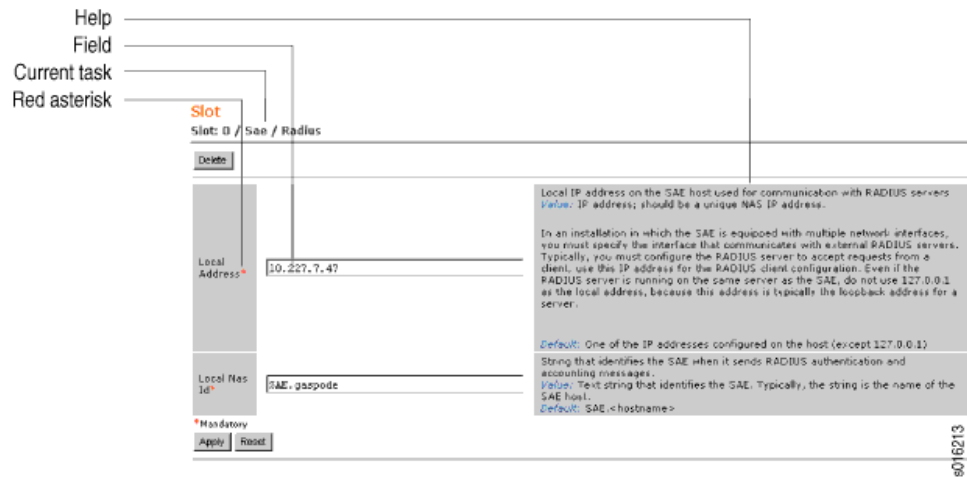 Help
Field
Current task
Red asterisk
Slot
Slot: 0 / Sae / Radius
Delete
Local
Address*
10.227.7.47
Local IP address on the SAE host used for communication with RADIUS servers
Value: IP address; should be a unique NAS IP address.
In an installation in which the SAE is equipped with multiple network interfaces,
you must specify the interface that communicates with external RADIUS servers.
Typically, you must configure the RADIUS server to accept requests from a
client, use this IP address for the RADIUS client configuration. Even if the
RADIUS server is running on the same server as the SAE, do not use 127.0.0.1
as the local address, because this address is typically the loopback address for a
server.
Default: One of the IP addresses configured on the host (except 127.0.0.1)
Local Nas
Id*
SAE.gaspode
String that identifies the SAE when it sends RADIUS authentication and
accounting messages.
Value: Text string that identifies the SAE. Typically, the string is the name of the
SAE host.
Default: SAE.<hostname>
*Mandatory
Apply Reset
s016213